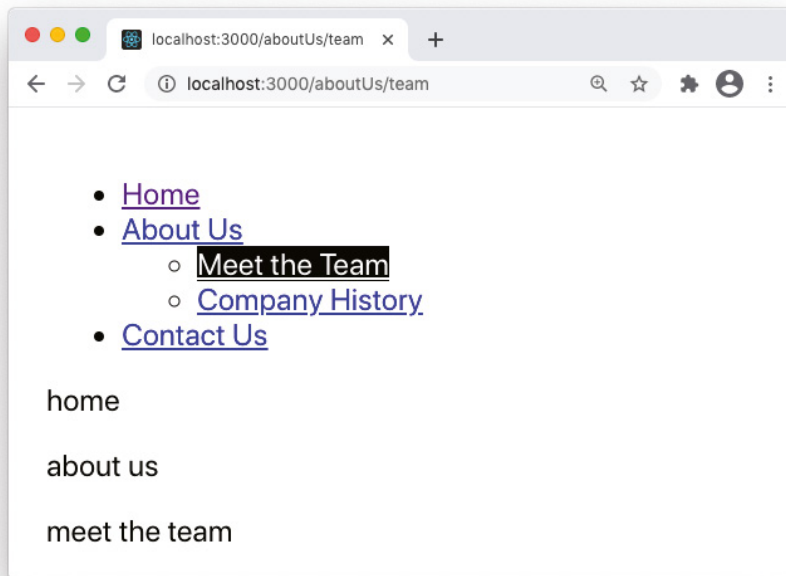 localhost:3000/aboutUs/team
localhost:3000/aboutUs/team
Home
About Us
Meet the Team
Company History
Contact Us
home
about us
meet the team